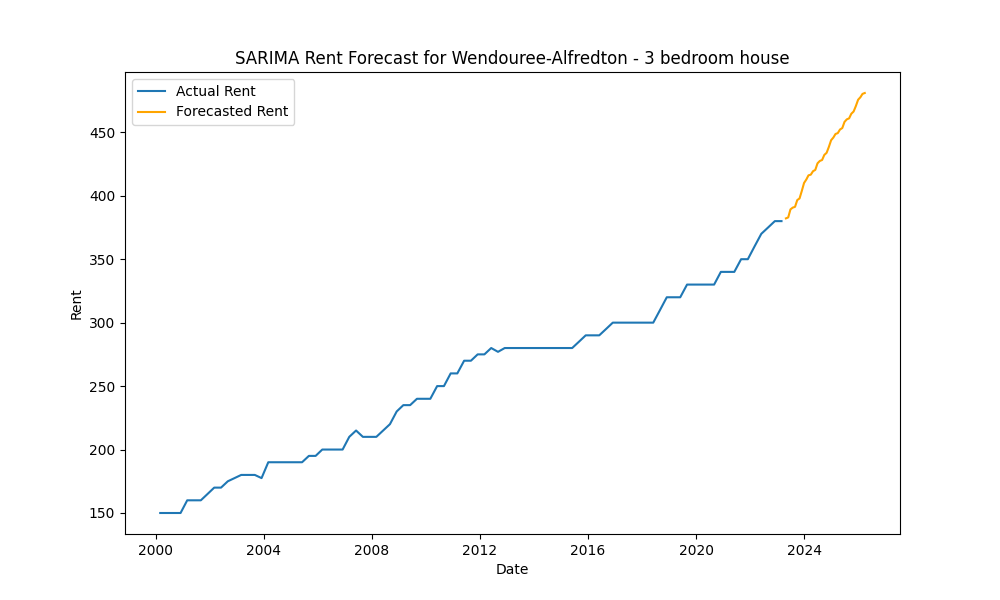 SARIMA Rent Forecast for Wendouree-Alfredton - 3 bedroom house
Actual Rent
Forecasted Rent
450
400
350
300
250
200
150
Rent
2000
2004
2008
2012
2016
2020
2024
Date